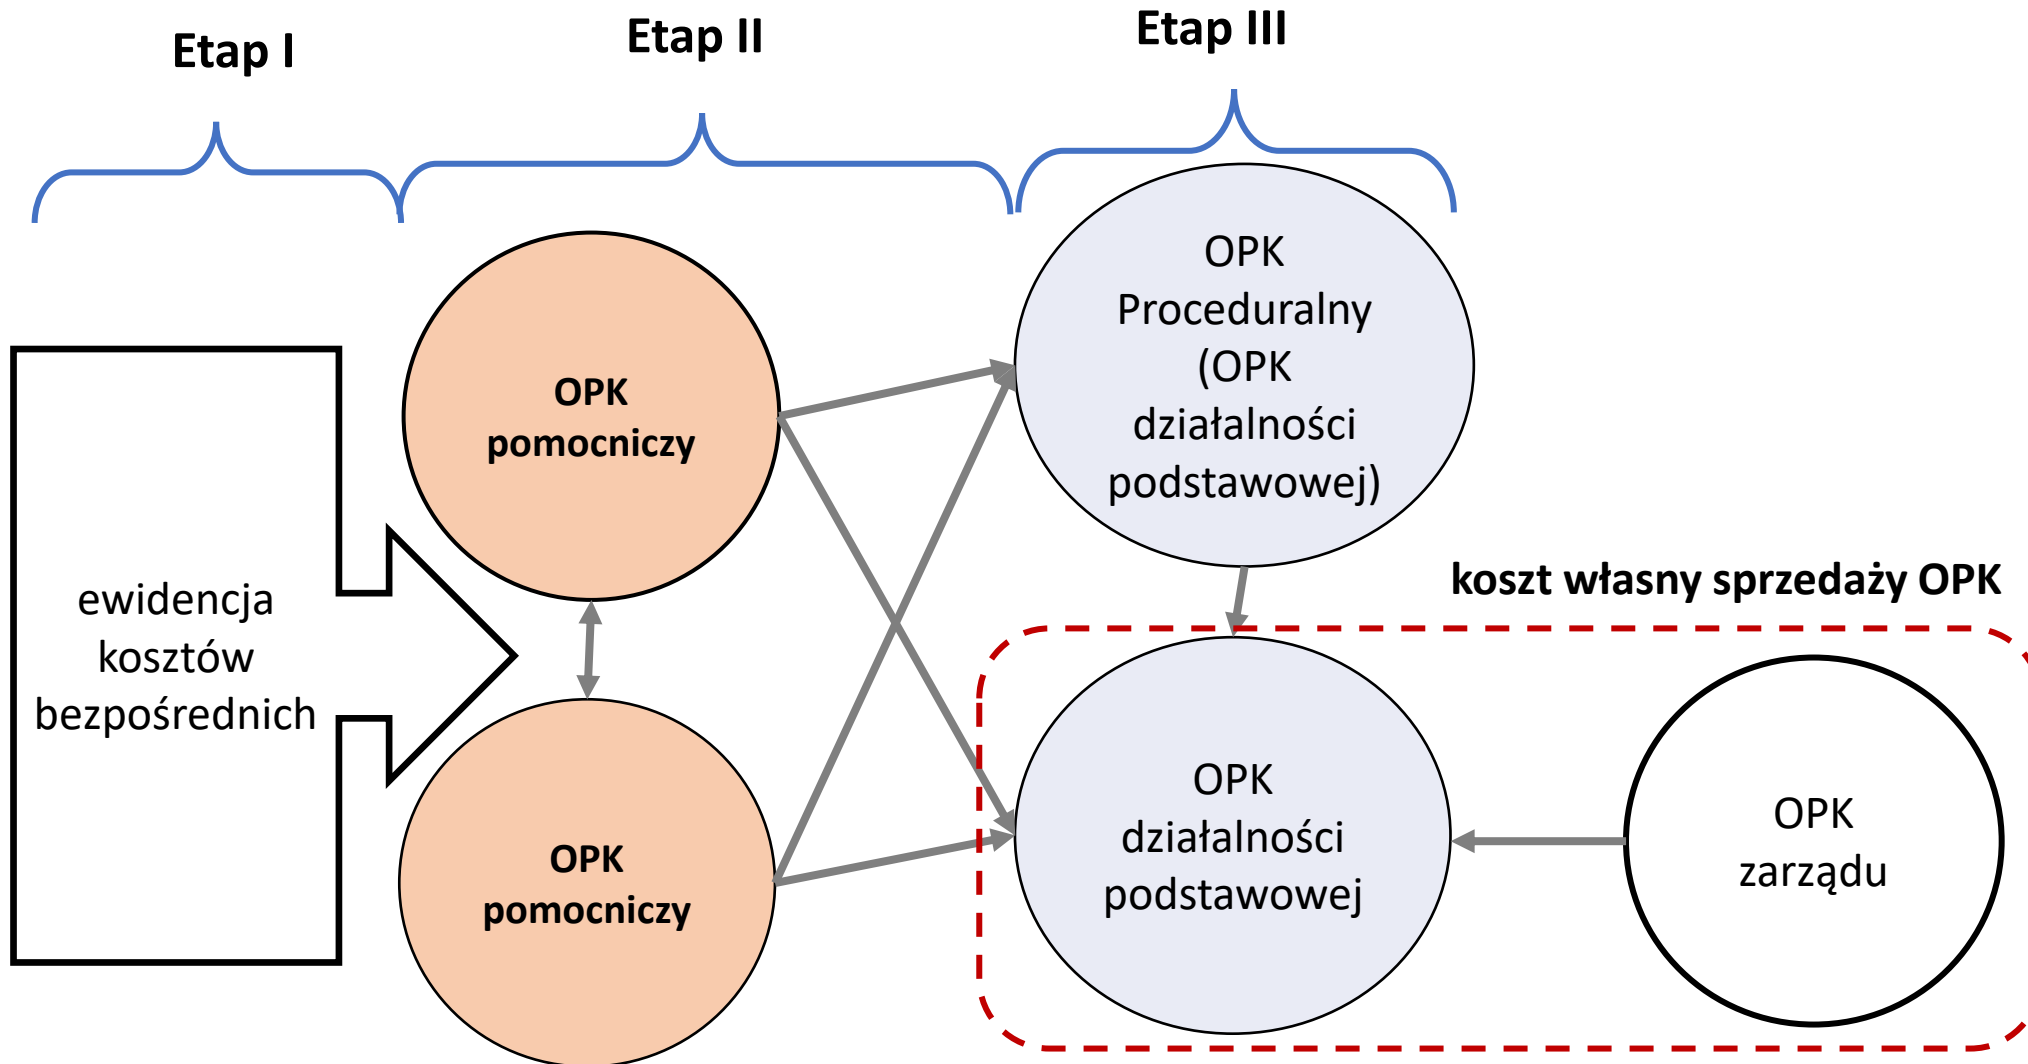 Etap I
Etap II
Etap III
ewidencja
kosztów
bezpośrednich
OPK
pomocniczy
OPK
pomocniczy
OPK
Proceduralny
(OPK
działalności
podstawowej)
koszt własny sprzedaży OPK
OPK
działalności
podstawowej
OPK
zarządu